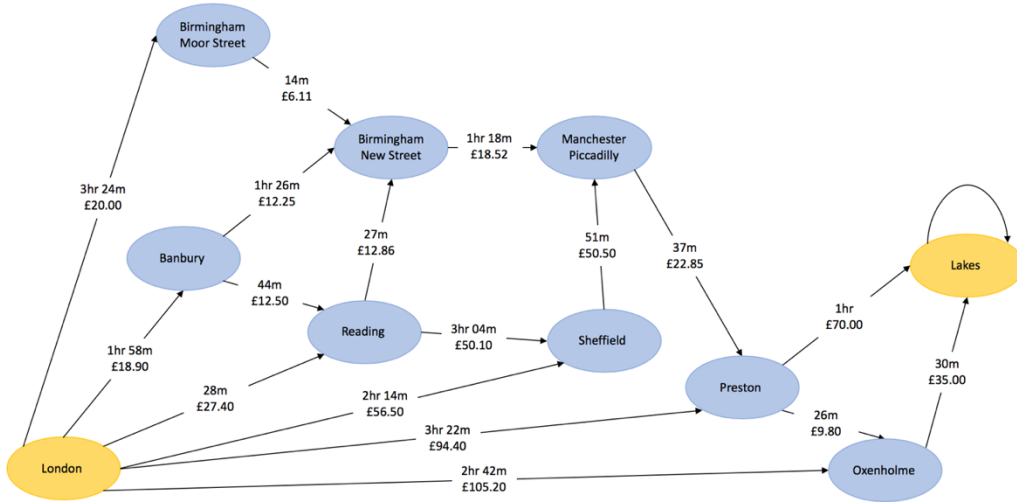 Birmingham
Moor Street
14m
£6.11
Birmingham
New Street
1hr 18m
£18.52
Manchester
Piccadilly
3hr 24m
£20.00
1hr 26m
£12.25
27m
£12.86
51m
£50.50
37m
£22.85
Lakes
Banbury
44m
£12.50
Reading
3hr 04m
£50.10
Sheffield
1hr
£70.00
1hr 58m
£18.90
28m
£27.40
2hr 14m
£56.50
Preston
30m
£35.00
3hr 22m
£94.40
26m
£9.80
London
2hr 42m
£105.20
Oxenholme